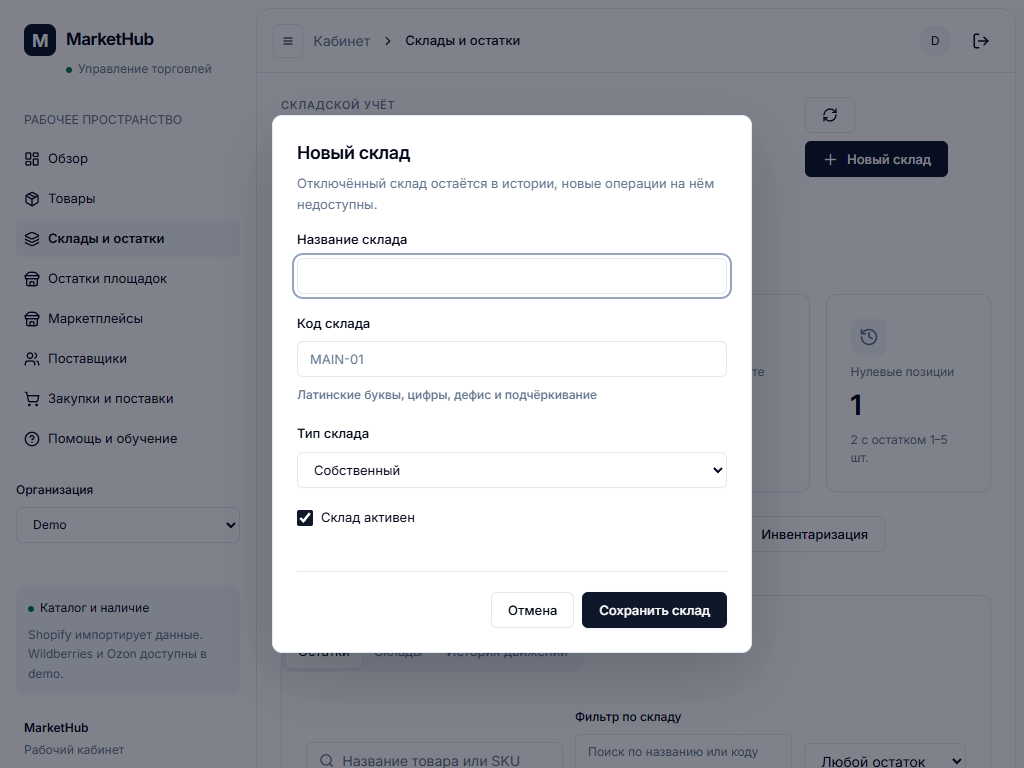 M MarketHub
Управление торговлей
РАБОЧЕЕ ПРОСТРАНСТВО
Обзор
Товары
Склады и остатки
Остатки площадок
Маркетплейсы
Поставщики
Закупки и поставки
Помощь и обучение
Организация
Demo
Каталог и наличие
Shopify импортирует данные.
Wildberries и Ozon доступны в
demo.
MarketHub
Рабочий кабинет
Кабинет > Склады и остатки
D
СКЛАДСКОЙ УЧЁТ
Новый склад
Новый склад
Отключённый склад остаётся в истории, новые операции на нём
недоступны.
Название склада
Код склада
MAIN-01
Латинские буквы, цифры, дефис и подчёркивание
Тип склада
Собственный
Склад активен
Отмена
Сохранить склад
Нулевые позиции
1
2 с остатком 1–5
шт.
Инвентаризация
Остатки Склады История движений
Фильтр по складу
Название товара или SKU
Поиск по названию или коду
Любой остаток